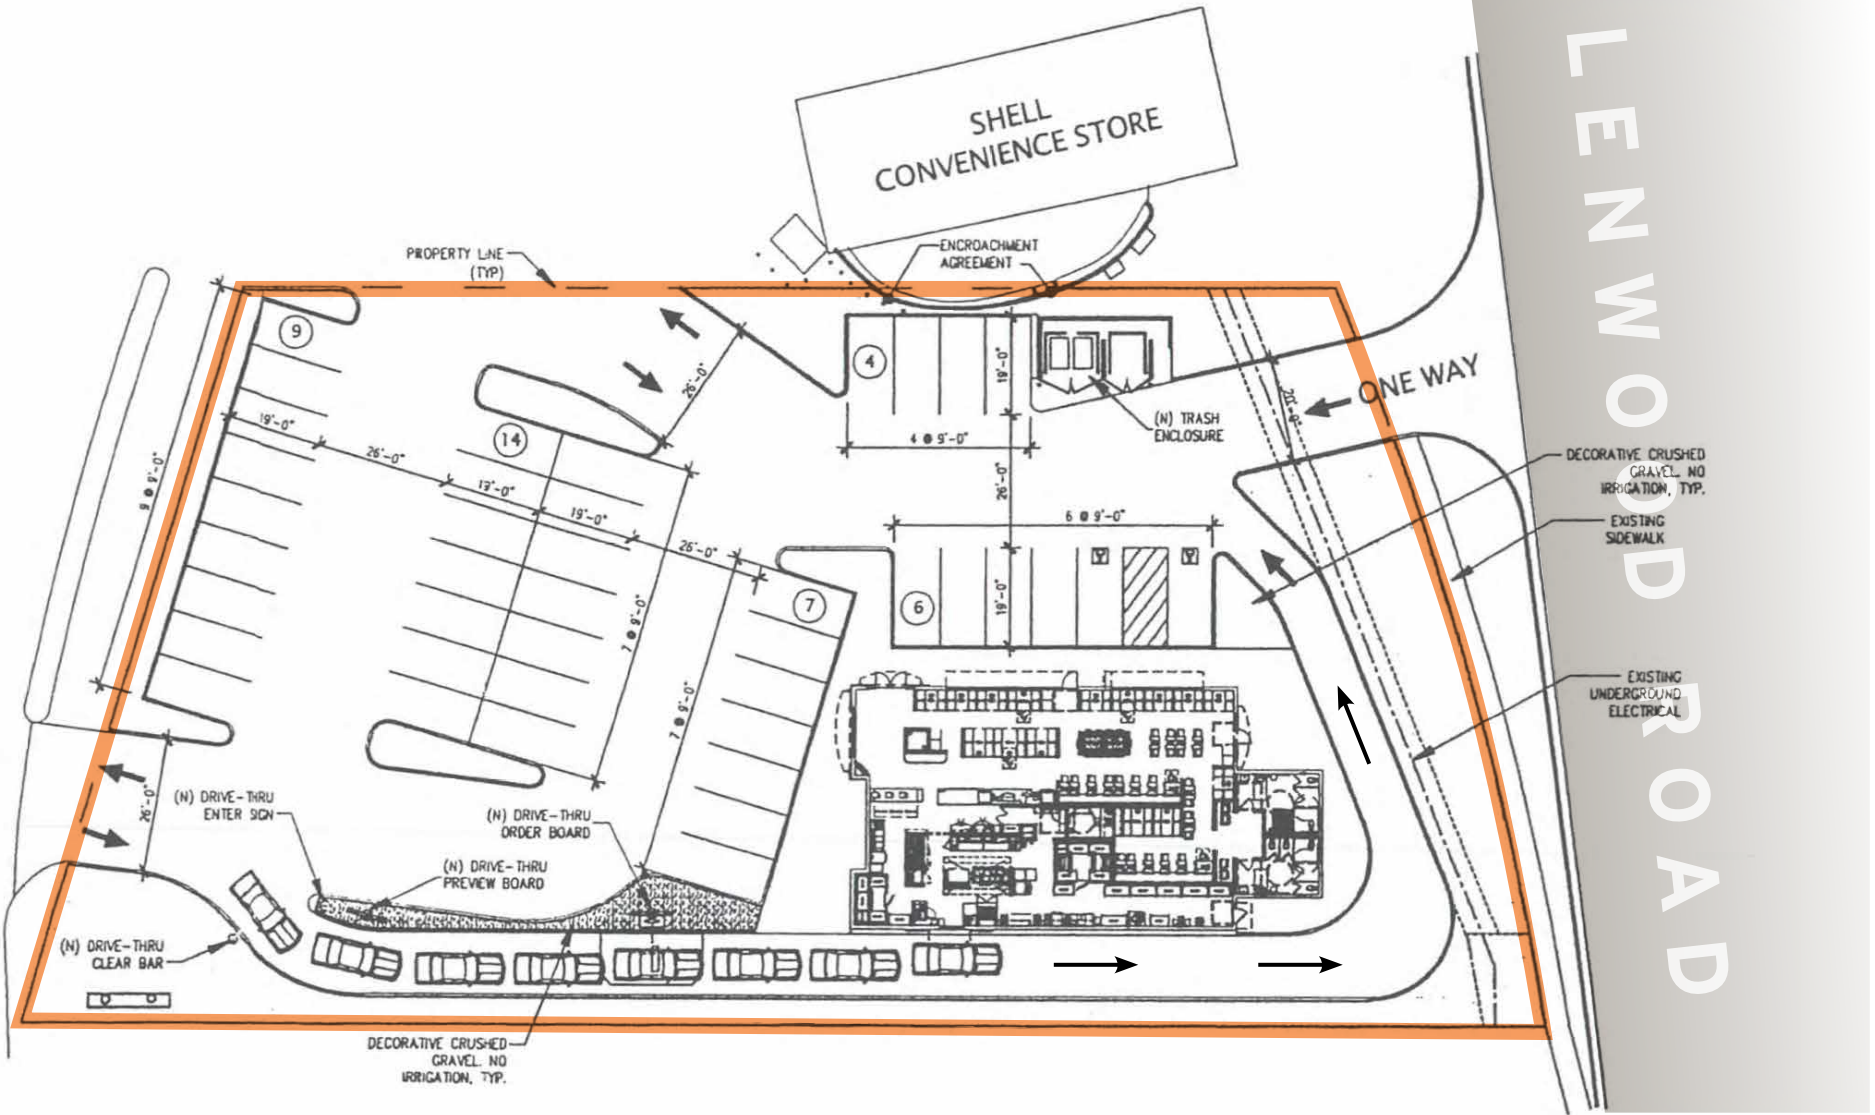 SHELL
CONVENIENCE STORE
LENWOOD ROAD
PROPERTY LINE
(TYP)
ENCROACHMENT
AGREEMENT
9
4
19'-0"
26'-0"
ONE WAY
20'-9"
(N) TRASH
ENCLOSURE
14
19'-0"
26'-0"
4 @ 9'-0"
9 @ 9'-0"
19'-0"
19'-0"
26'-0"
26'-0"
6 @ 9'-0"
DECORATIVE CRUSHED
GRAVEL. NO
IRRIGATION, TYP.
EXISTING
SIDEWALK
7
6
19'-0"
7 @ 9'-0"
7 @ 9'-0"
EXISTING
UNDERGROUND
ELECTRICAL
26'-0"
(N) DRIVE-THRU
ENTER SIGN
(N) DRIVE-THRU
ORDER BOARD
(N) DRIVE-THRU
PREVIEW BOARD
(N) DRIVE-THRU
CLEAR BAR
DECORATIVE CRUSHED
GRAVEL. NO
IRRIGATION, TYP.